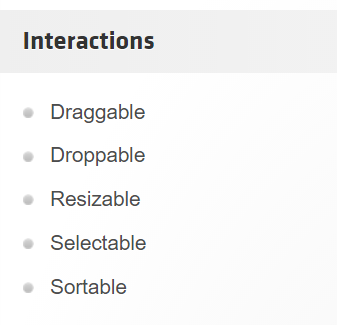 Interactions
Draggable
Droppable
Resizable
Selectable
Sortable